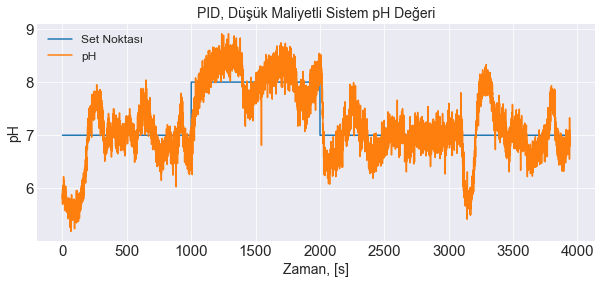 PID, Düşük Maliyetli Sistem pH Değeri
Set Noktası
pH
pH
9
8
7
6
0 500 1000 1500 2000 2500 3000 3500 4000
Zaman, [s]